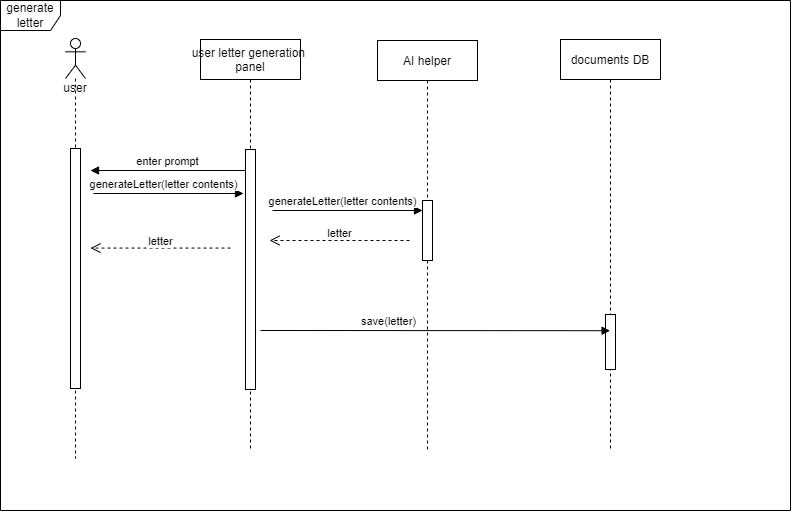 generate
letter
user letter generation
panel
AI helper
documents DB
user
enter prompt
generateLetter(letter contents)
generateLetter(letter contents)
letter
letter
save(letter)